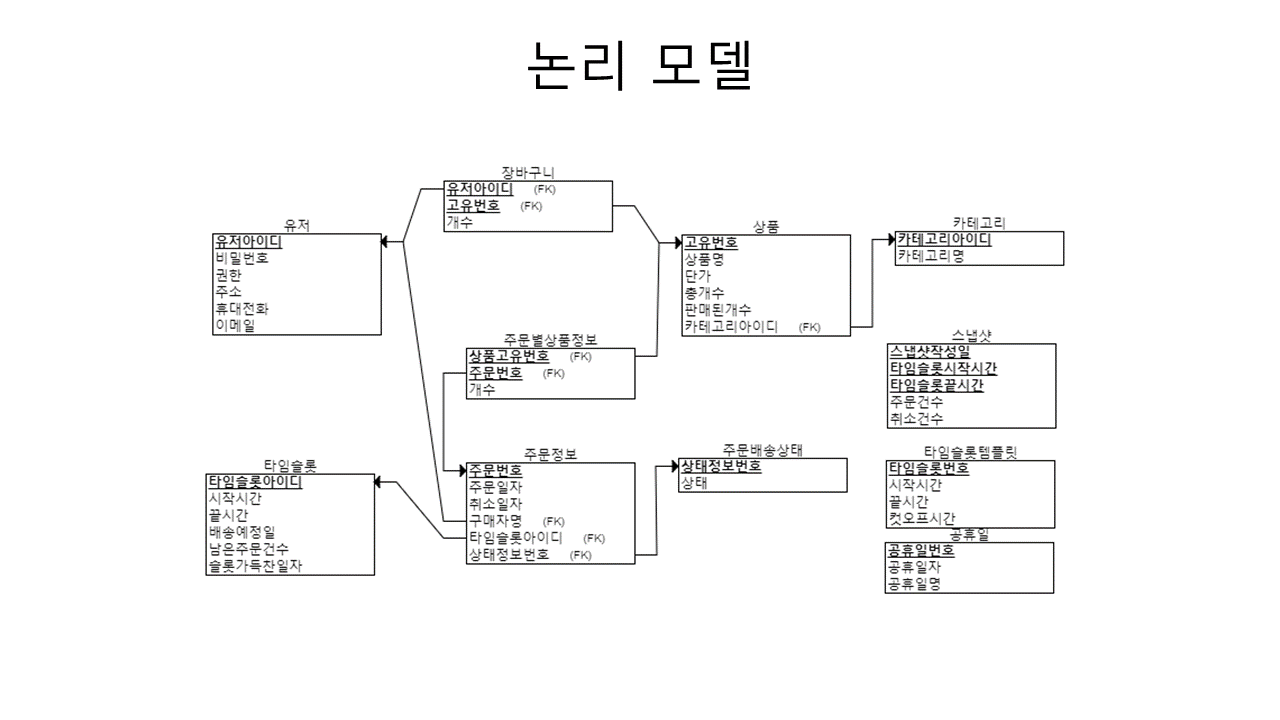 논리 모델
장바구니
유저아이디 (FK)
고유번호 (FK)
개수
유저
유저아이디
비밀번호
권한
주소
휴대전화
이메일
상품
고유번호
상품명
단가
총개수
판매된개수
카테고리아이디 (FK)
카테고리
카테고리아이디
카테고리명
주문별상품정보
상품고유번호 (FK)
주문번호 (FK)
개수
스냅샷
스냅샷작성일
타임슬롯시작시간
타임슬롯끝시간
주문건수
취소건수
타임슬롯
타임슬롯아이디
시작시간
끝시간
배송예정일
남은주문건수
슬롯가득찬일자
주문정보
주문번호
주문일자
취소일자
구매자명 (FK)
타임슬롯아이디 (FK)
상태정보번호 (FK)
주문배송상태
상태정보번호
상태
타임슬롯템플릿
타임슬롯번호
시작시간
끝시간
컷오프시간
공휴일
공휴일번호
공휴일자
공휴일명